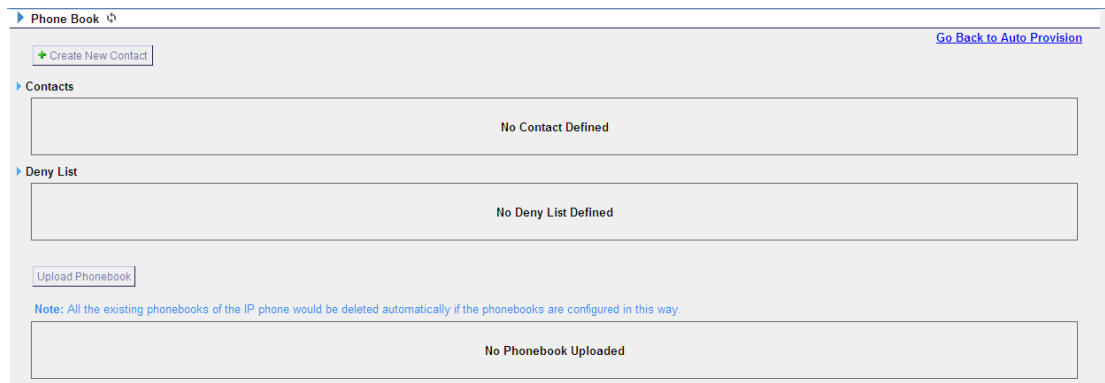 Phone Book
Go Back to Auto Provision
Create New Contact
Contacts
No Contact Defined
Deny List
No Deny List Defined
Upload Phonebook
Note: All the existing phonebooks of the IP phone would be deleted automatically if the phonebooks are configured in this way.
No Phonebook Uploaded